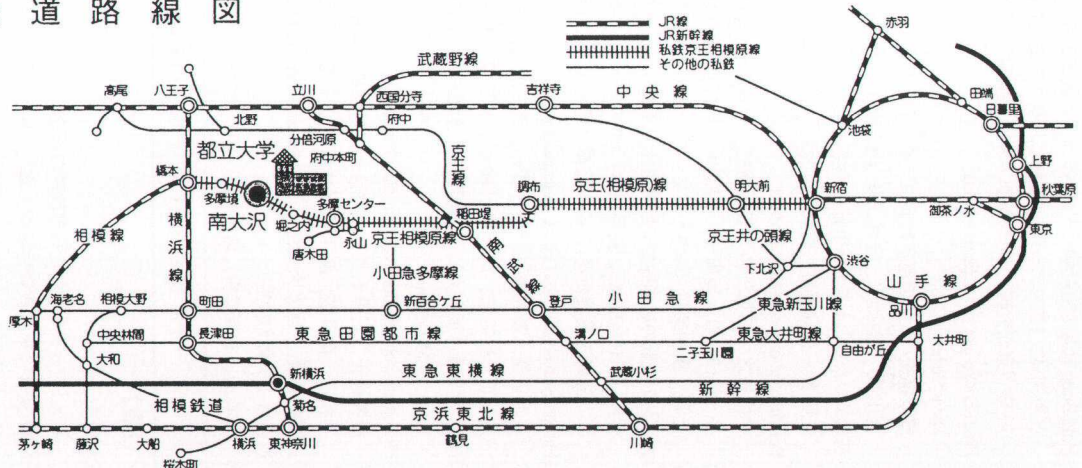 道路線図
JR線
JR新幹線
私鉄京王相模原線
その他の私鉄
赤羽
武蔵野線
高尾
八王子
立川
西国分寺
吉祥寺
中央線
田端
日暮里
北野
分倍河原
府中
池袋
都立大学
府中本町
上野
橋本
京王線
調布
京王(相模原)線
明大前
新宿
秋葉原
多摩境
多摩センター
御茶ノ水
南大沢
堀之内
稲田堤
東京
永山
京王相模原線
京王井の頭線
唐木田
相模線
横浜線
南武線
下北沢
渋谷
小田急多摩線
山手線
海老名
相模大野
町田
新百合ケ丘
登戸
小田急線
東急新玉川線
品川
厚木
中央林間
長津田
東急田園都市線
溝ノ口
東急大井町線
二子玉川園
自由が丘
大井町
大和
新横浜
東急東横線
武蔵小杉
新幹線
相模鉄道
菊名
京浜東北線
茅ヶ崎
藤沢
大船
横浜
東神奈川
鶴見
川崎
桜木町